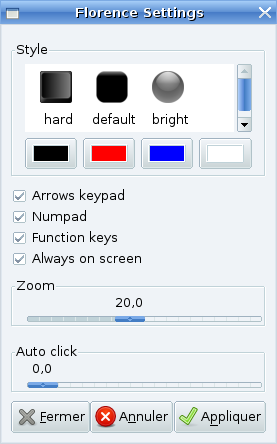 Florence Settings
Style
hard default bright
Arrows keypad
Numpad
Function keys
Always on screen
Zoom
20,0
Auto click
0,0
Fermer Annuler Appliquer